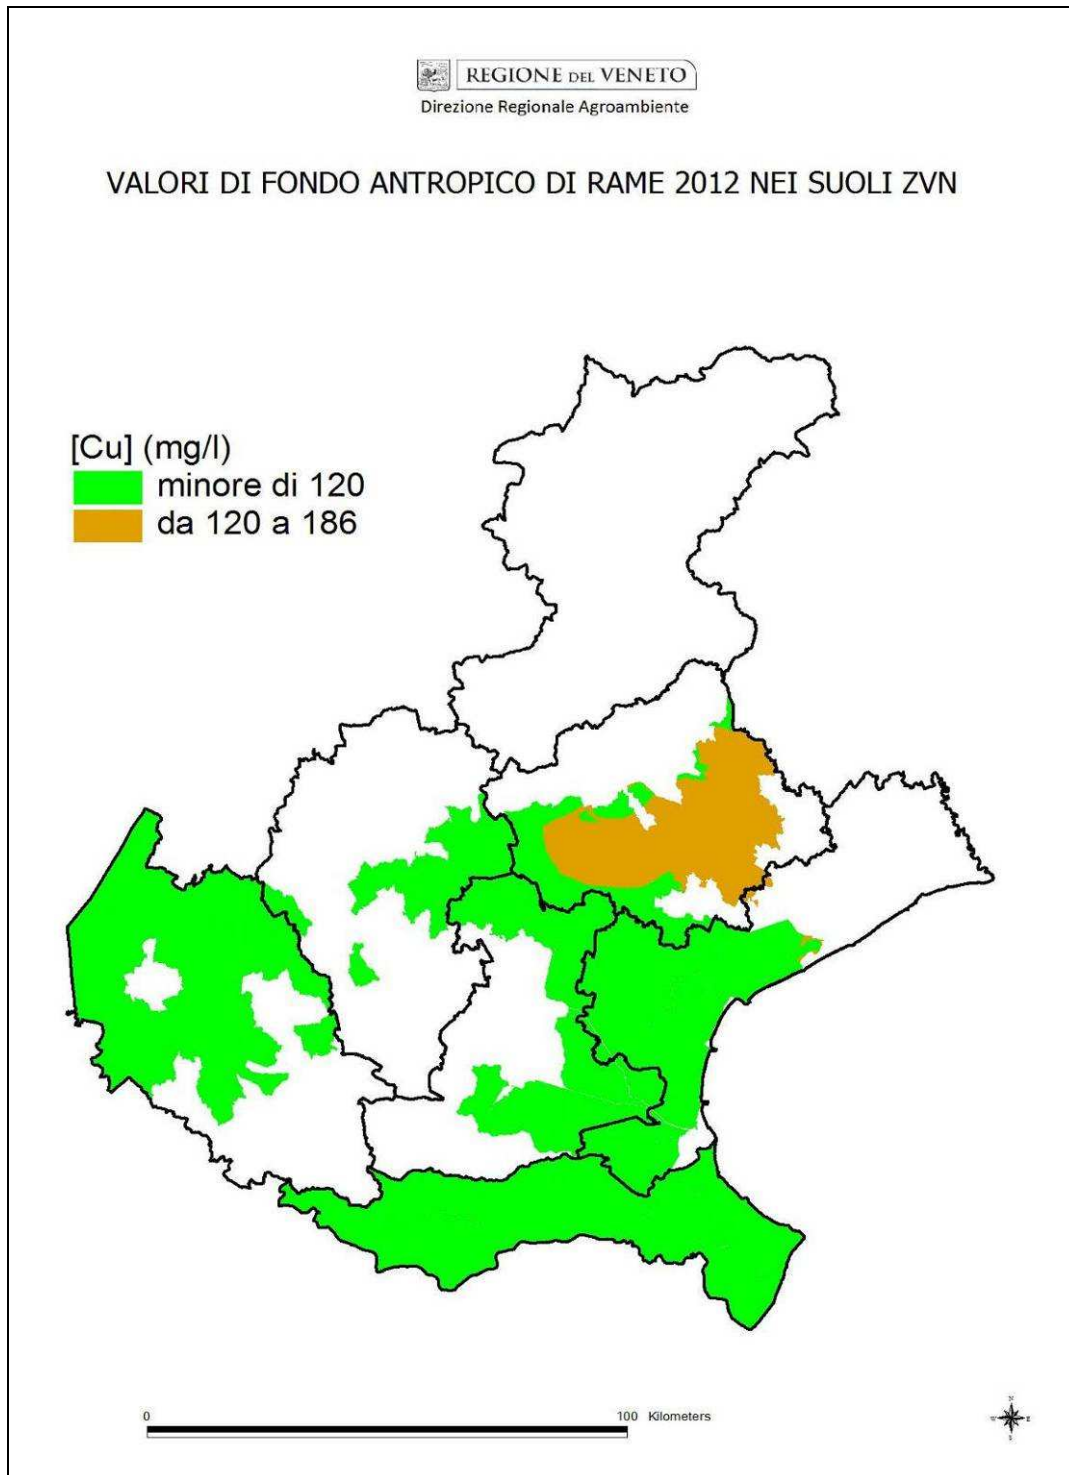 REGIONE DEL VENETO
Direzione Regionale Agroambiente
VALORI DI FONDO ANTROPICO DI RAME 2012 NEI SUOLI ZVN
[Cu] (mg/l)
minore di 120
da 120 a 186
0 100 Kilometers
N
W E
S